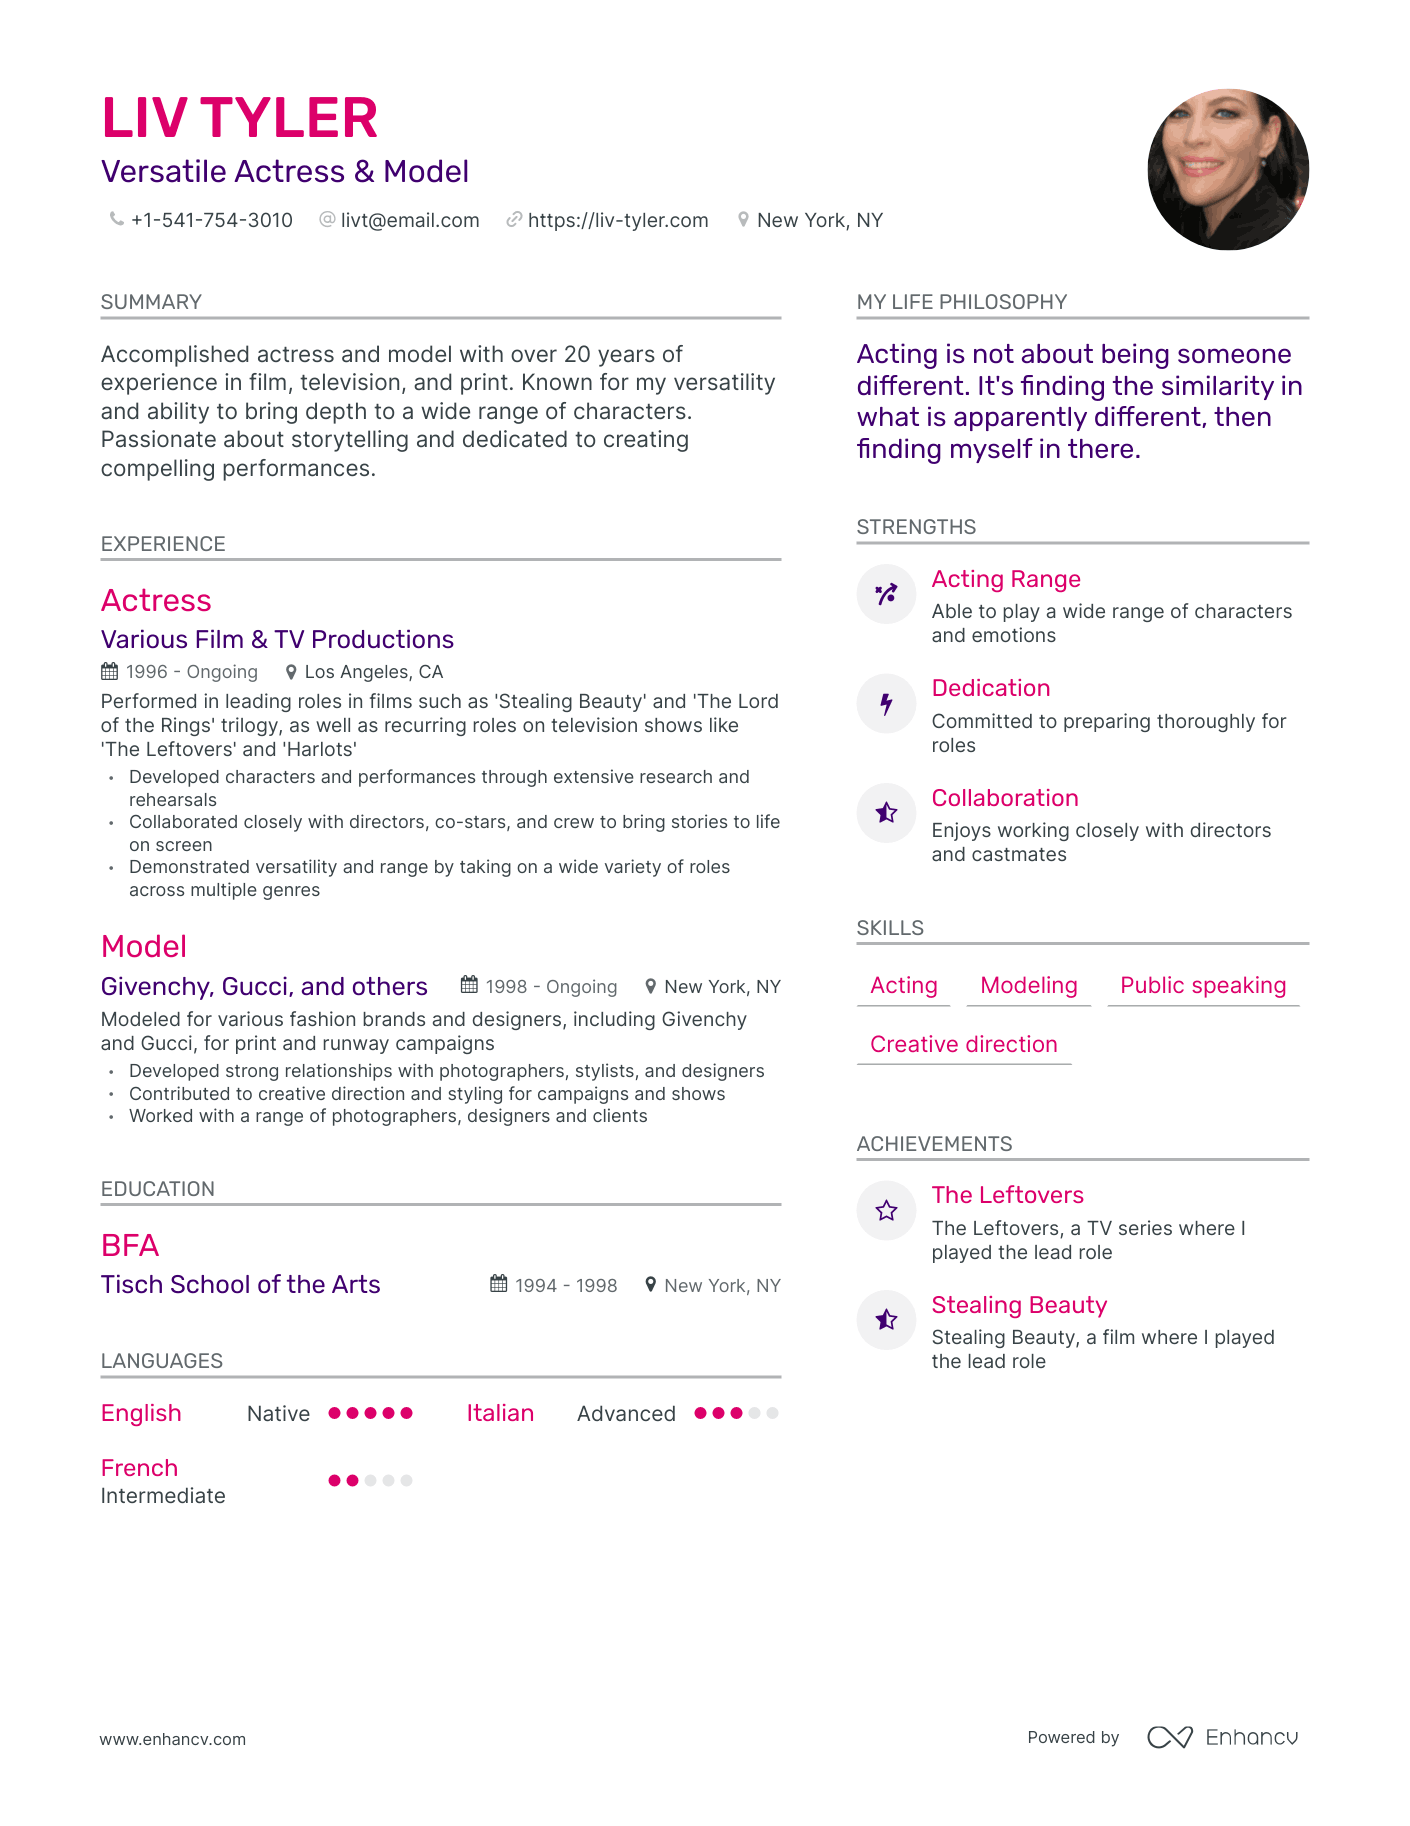 LIV TYLER
Versatile Actress & Model
+1-541-754-3010 livt@email.com https://liv-tyler.com New York, NY
SUMMARY
Accomplished actress and model with over 20 years of
experience in film, television, and print. Known for my versatility
and ability to bring depth to a wide range of characters.
Passionate about storytelling and dedicated to creating
compelling performances.
EXPERIENCE
Actress
Various Film & TV Productions
1996 - Ongoing Los Angeles, CA
Performed in leading roles in films such as 'Stealing Beauty' and 'The Lord
of the Rings' trilogy, as well as recurring roles on television shows like
'The Leftovers' and 'Harlots'
• Developed characters and performances through extensive research and
rehearsals
• Collaborated closely with directors, co-stars, and crew to bring stories to life
on screen
• Demonstrated versatility and range by taking on a wide variety of roles
across multiple genres
Model
Givenchy, Gucci, and others 1998 - Ongoing New York, NY
Modeled for various fashion brands and designers, including Givenchy
and Gucci, for print and runway campaigns
• Developed strong relationships with photographers, stylists, and designers
• Contributed to creative direction and styling for campaigns and shows
• Worked with a range of photographers, designers and clients
EDUCATION
BFA
Tisch School of the Arts 1994 - 1998 New York, NY
LANGUAGES
English Native Italian Advanced
French
Intermediate
MY LIFE PHILOSOPHY
Acting is not about being someone
different. It's finding the similarity in
what is apparently different, then
finding myself in there.
STRENGTHS
Acting Range
Able to play a wide range of characters
and emotions
Dedication
Committed to preparing thoroughly for
roles
Collaboration
Enjoys working closely with directors
and castmates
SKILLS
Acting Modeling Public speaking
Creative direction
ACHIEVEMENTS
The Leftovers
The Leftovers, a TV series where I
played the lead role
Stealing Beauty
Stealing Beauty, a film where I played
the lead role
www.enhancv.com
Powered by Enhancv